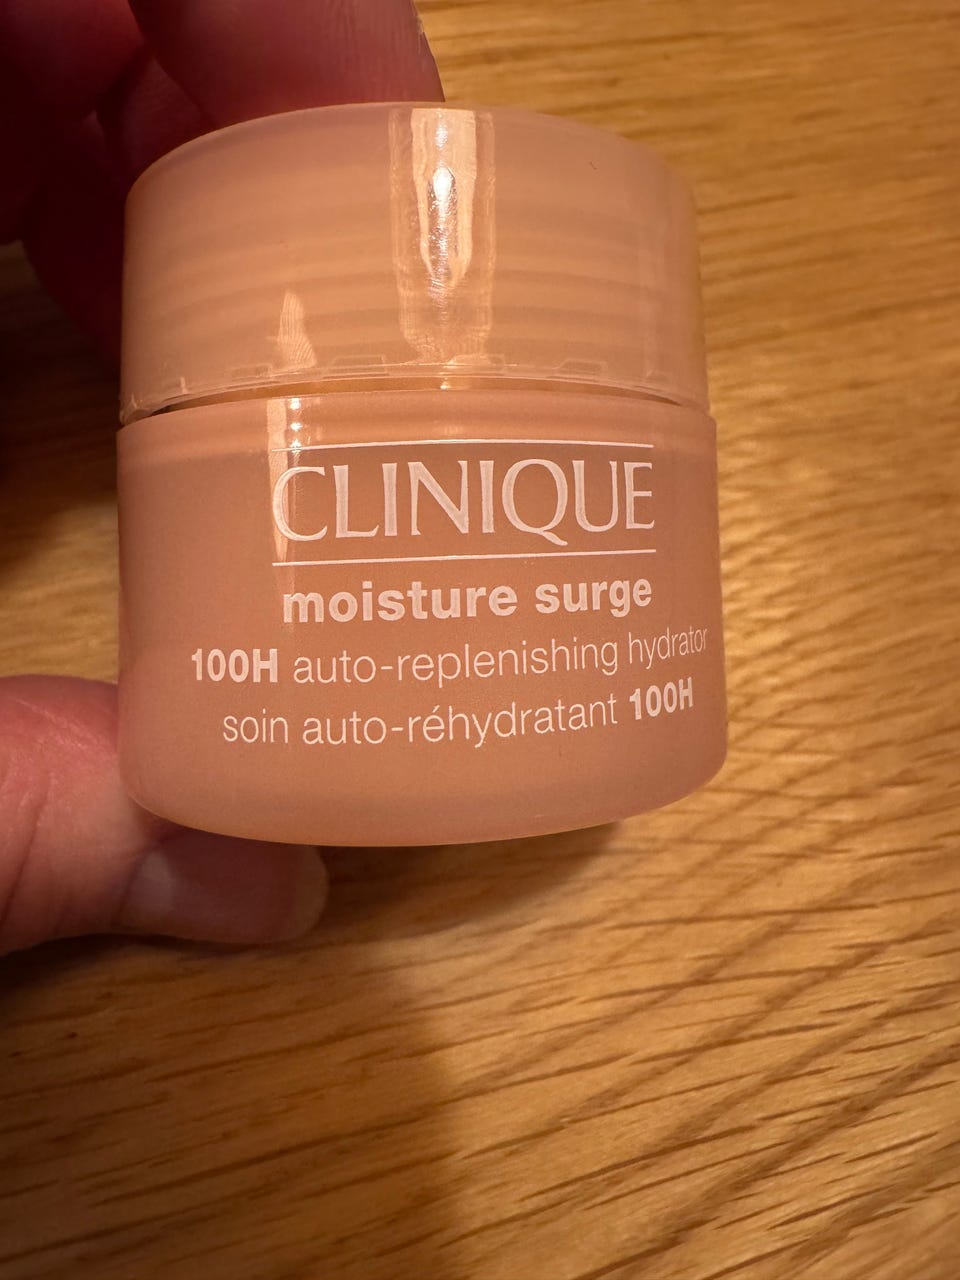 CLINIQUE
moisture surge
100H auto-replenishing hydrator
soin auto-réhydratant 100H